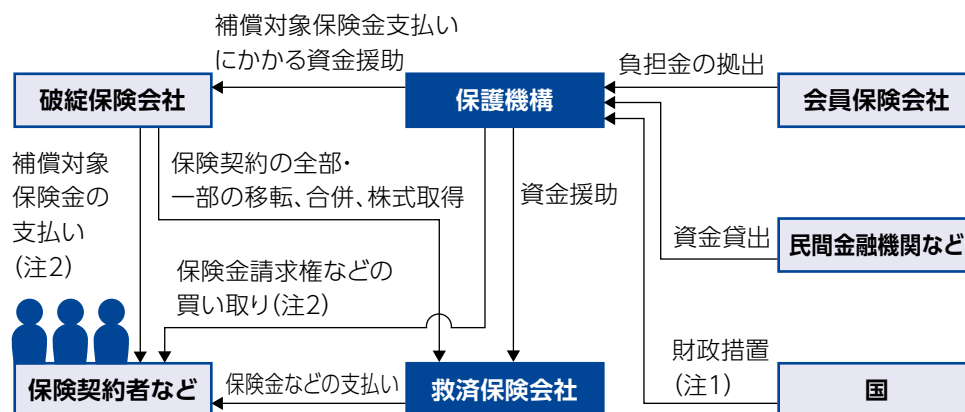 補償対象保険金支払い
にかかる資金援助
負担金の拠出
破綻保険会社
保護機構
会員保険会社
補償対象
保険金の
支払い
(注2)
保険契約の全部・
一部の移転、合併、株式取得
資金援助
資金貸出
民間金融機関など
保険金請求権などの
買い取り(注2)
財政措置
(注1)
保険契約者など
保険金などの支払い
救済保険会社
国